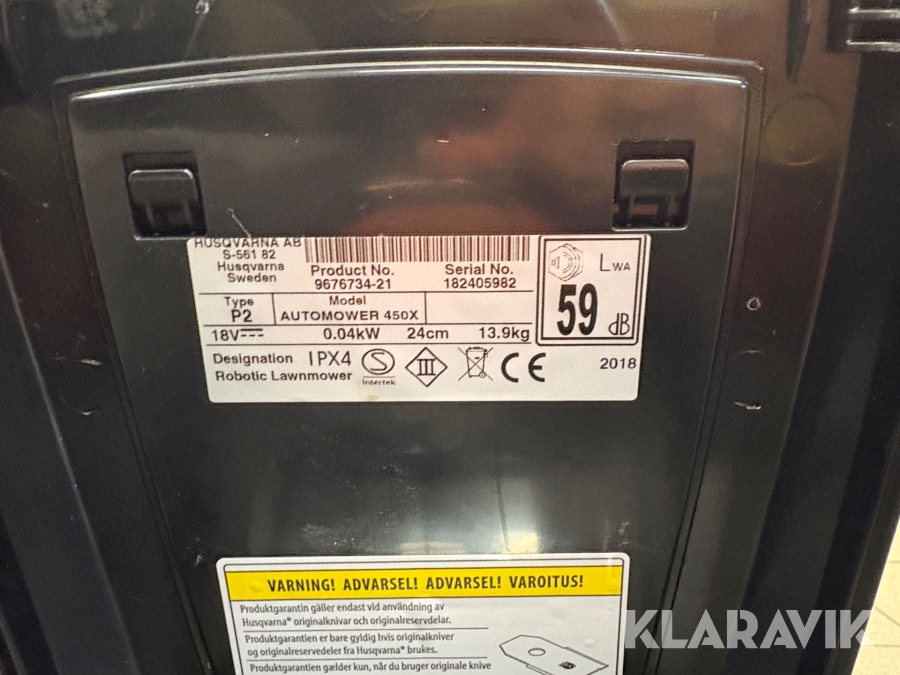 HUSQVARNA AB
S-561 82
Husqvarna
Sweden
Product No.
9676734-21
Serial No.
182405982
LWA
59
dB
Type
P2
Model
AUTOMOWER 450X
18V 0.04kW 24cm 13.9kg
Designation IPX4
Robotic Lawnmower
S
Intertek
III
CE
2018
VARNING! ADVARSEL! ADVARSEL! VAROITUS!
Produktgarantin gäller endast vid användning av
Husqvarna® originalknivar och originalreservdelar.
Produktgarantien er bare gyldig hvis originalkniver
og originalreservedeler fra Husqvarna® brukes.
Produktgarantien gælder kun, når du bruger originale knive
KLARAVIK